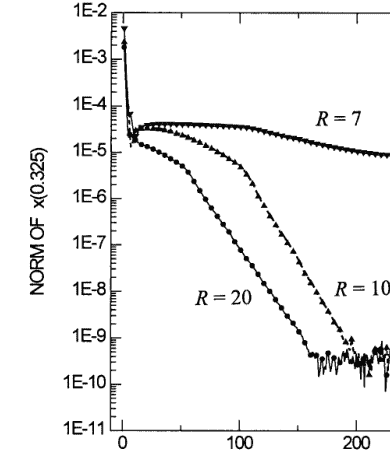 1E-2
1E-3
1E-4
R = 7
1E-5
1E-6
NORM OF x(0.325)
1E-7
1E-8
R = 20
R = 10
1E-9
1E-10
1E-11
0
100
200